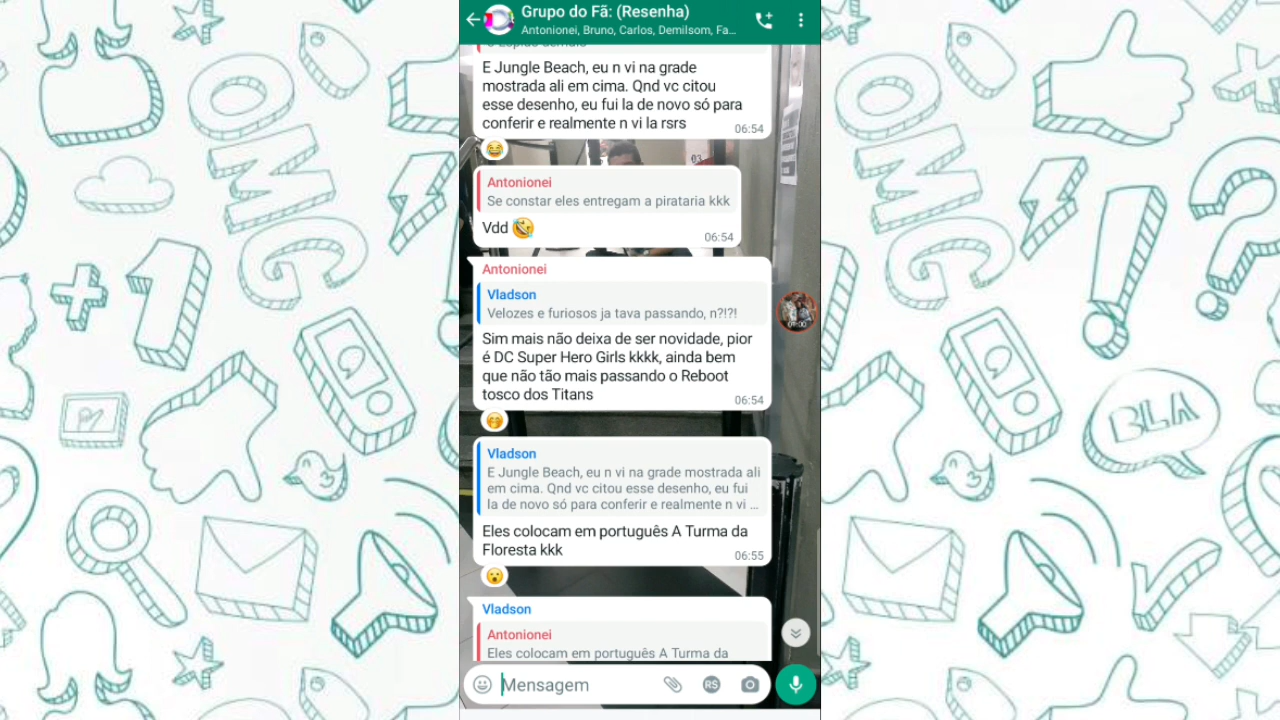 Grupo do Fã: (Resenha)
Antonionei, Bruno, Carlos, Demilsom, Fa...
E Jungle Beach, eu n vi na grade
mostrada ali em cima. Qnd vc citou
esse desenho, eu fui la de novo só para
conferir e realmente n vi la rsrs
06:54
03
Antonionei
Se constar eles entregam a pirataria kkk
Vdd 🤣
06:54
Antonionei
Vladson
Velozes e furiosos ja tava passando, n?!?!
Sim mais não deixa de ser novidade, pior
é DC Super Hero Girls kkkk, ainda bem
que não tão mais passando o Reboot
tosco dos Titans
06:54
Vladson
E Jungle Beach, eu n vi na grade mostrada ali
em cima. Qnd vc citou esse desenho, eu fui
la de novo só para conferir e realmente n vi ...
Eles colocam em português A Turma da
Floresta kkk
06:55
Vladson
Antonionei
Eles colocam em português A Turma da
Mensagem
RS
OMG
+1
OMG
BLA